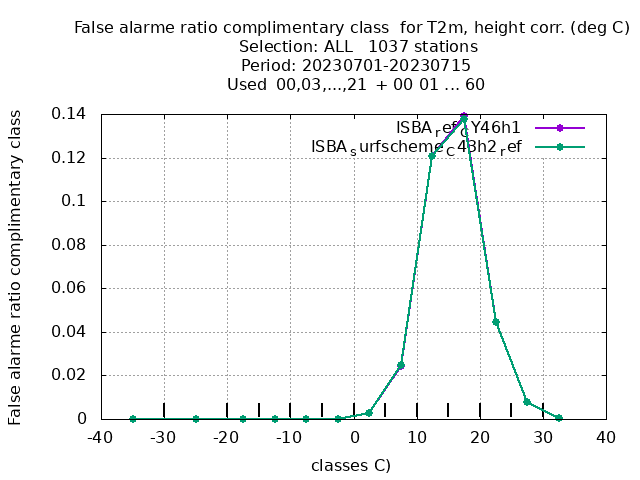 False alarme ratio complimentary class for T2m, height corr. (deg C)
Selection: ALL 1037 stations
Period: 20230701-20230715
Used 00,03,...,21 + 00 01 ... 60
False alarme ratio complimentary class
0.14
0.12
0.1
0.08
0.06
0.04
0.02
0
ISBA_ref_CY46h1
ISBA_surfscheme_C43h2_ref
-40 -30 -20 -10 0 10 20 30 40
classes C)